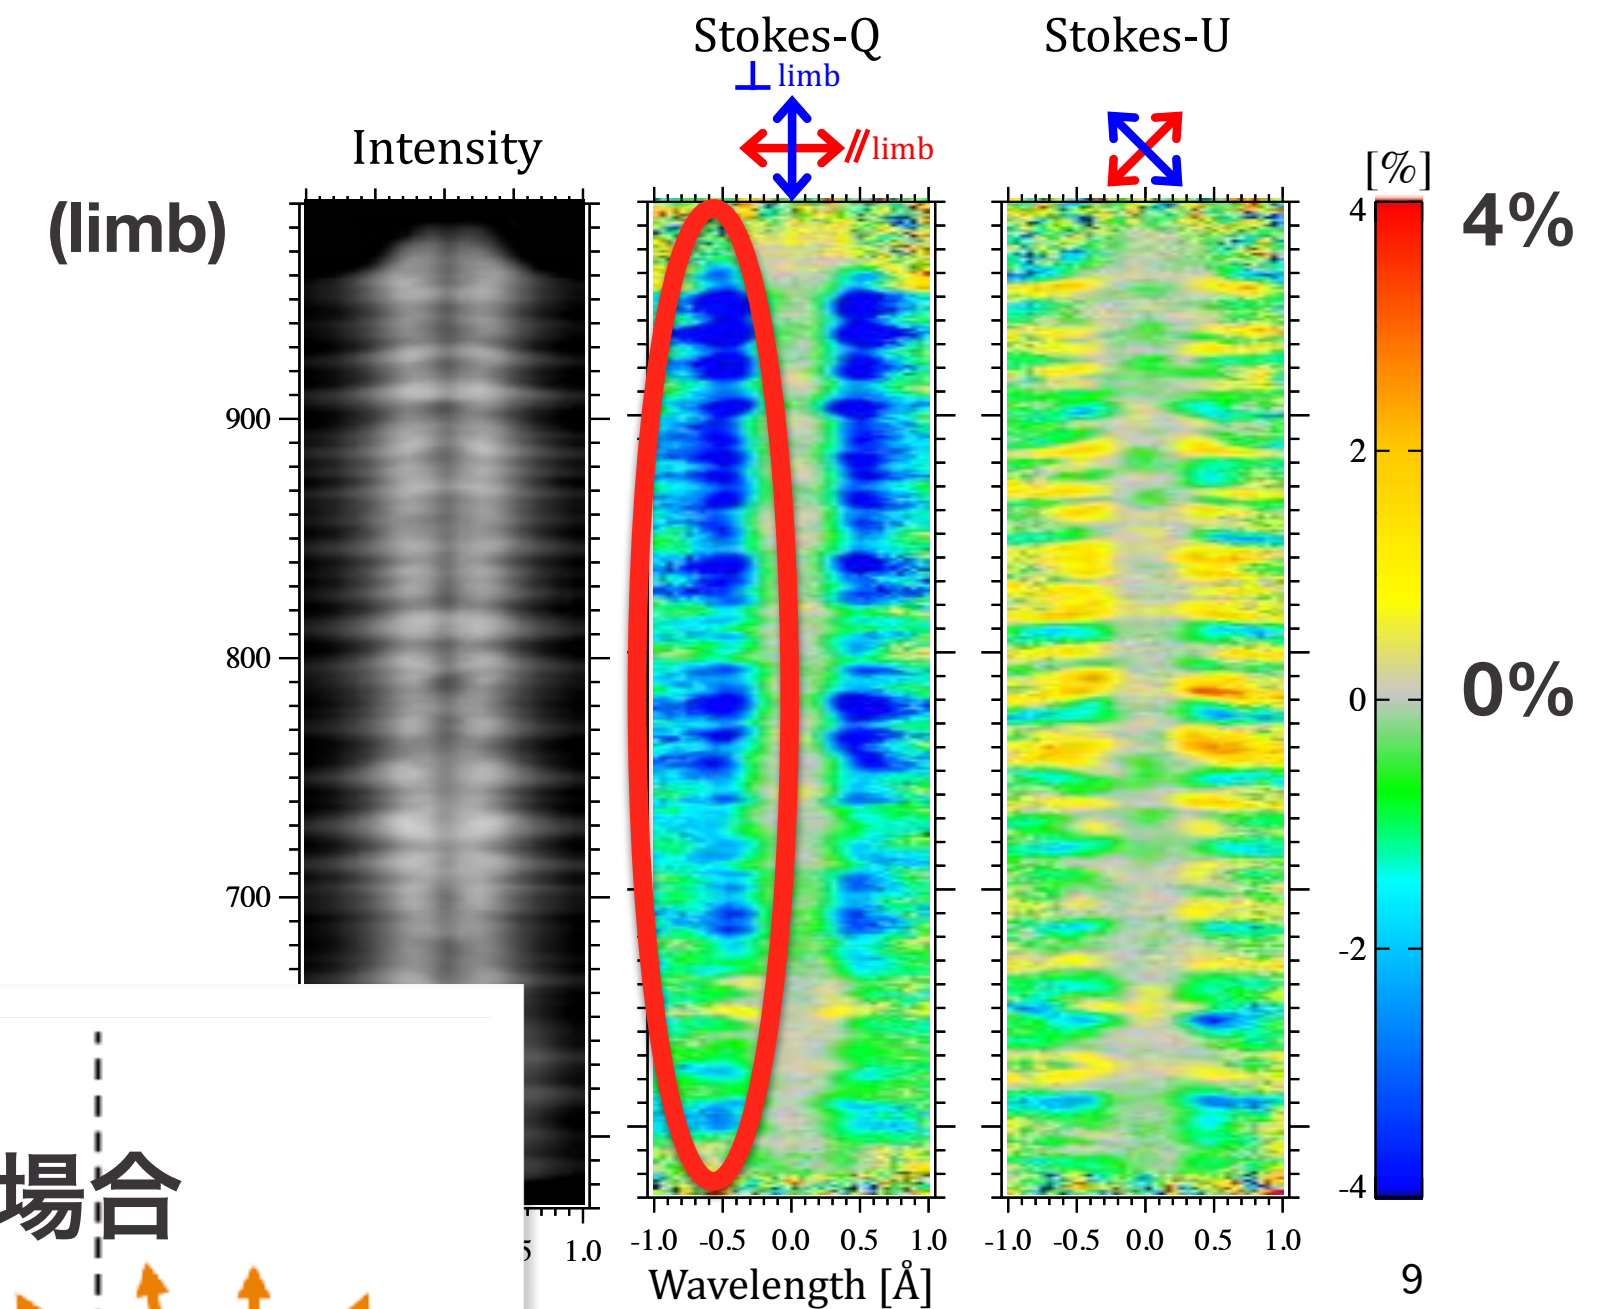 Stokes-Q
Stokes-U
⊥ limb
// limb
Intensity
[%]
(limb)
4
4%
900
2
800
0
0%
700
-2
-4
場合
1.0
-1.0 -0.5 0.0 0.5 1.0
-1.0 -0.5 0.0 0.5 1.0
Wavelength [Å]
9